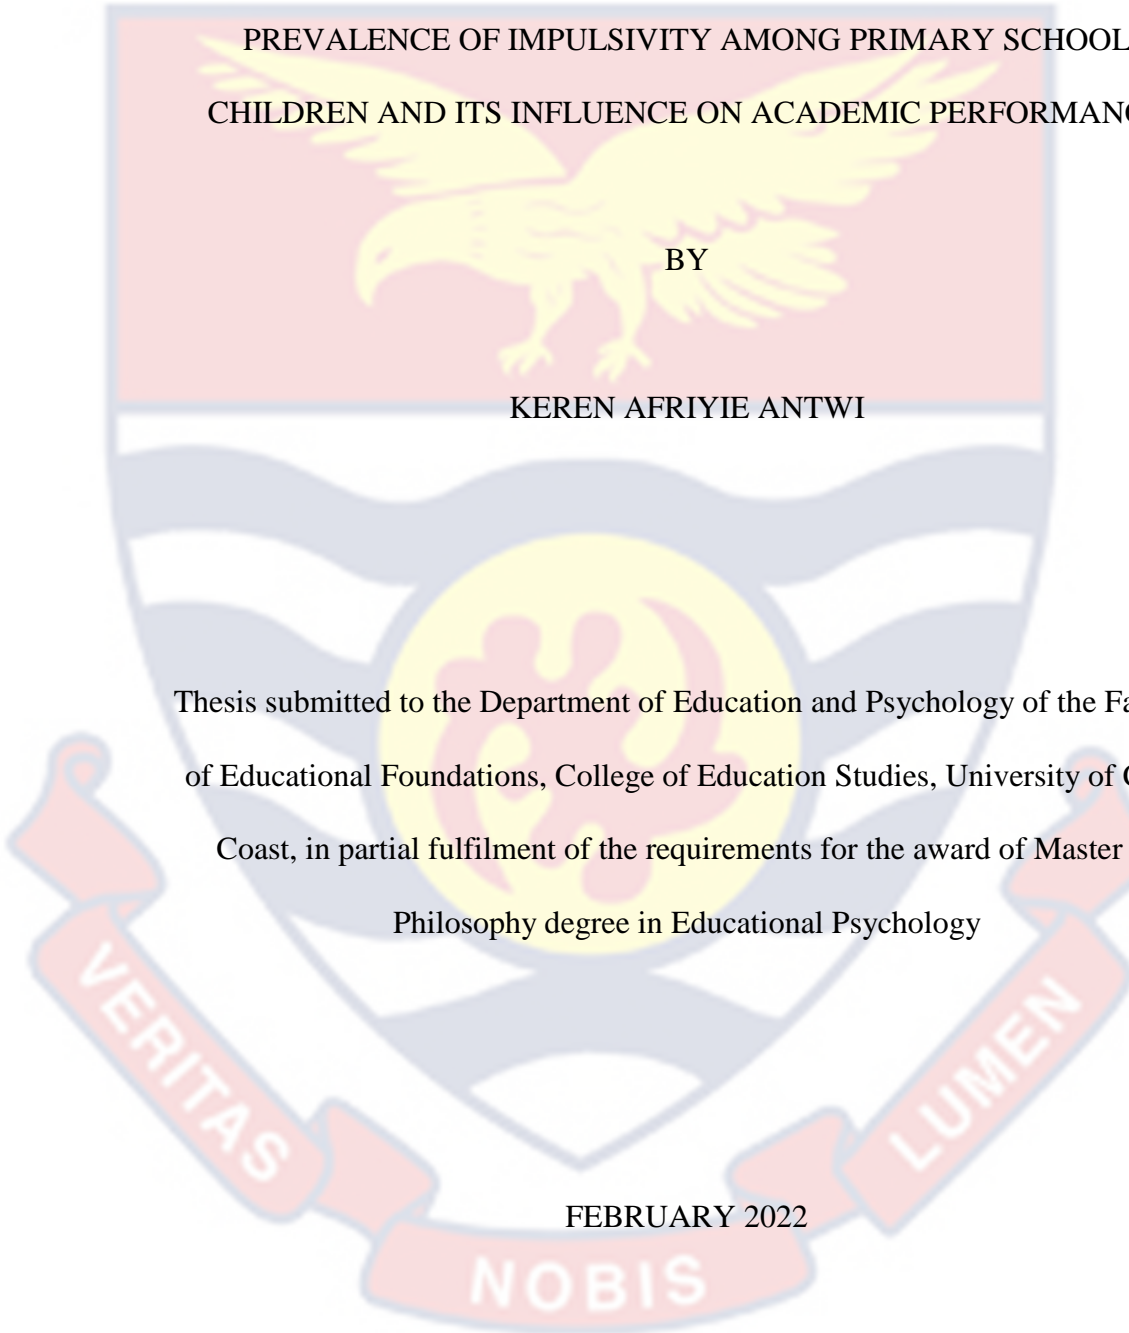 PREVALENCE OF IMPULSIVITY AMONG PRIMARY SCHOOL
CHILDREN AND ITS INFLUENCE ON ACADEMIC
BY
KEREN AFRIYIE ANTWI
Thesis submitted to the Department of Education and Psychology of the
of Educational Foundations, College of Education Studies, University of
Coast, in partial fulfilment of the requirements for the award of Master
Philosophy degree in Educational Psychology
VERITAS
LUMEN
FEBRUARY 2022
NOBIS